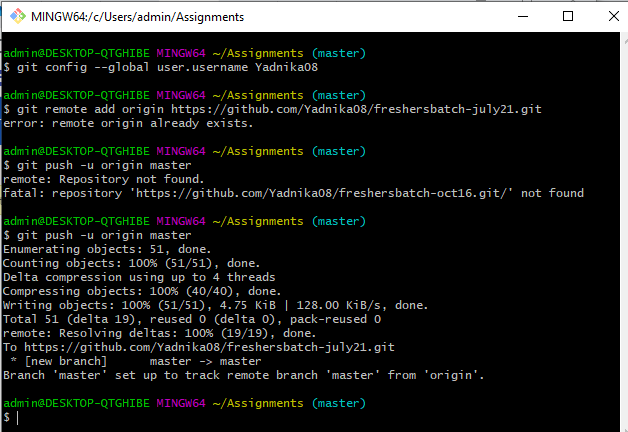 MINGW64:/c/Users/admin/Assignments
admin@DESKTOP-QTGHIBE MINGW64 ~/Assignments (master)
$ git config --global user.username Yadnika08
admin@DESKTOP-QTGHIBE MINGW64 ~/Assignments (master)
$ git remote add origin https://github.com/Yadnika08/freshersbatch-july21.git
error: remote origin already exists.
admin@DESKTOP-QTGHIBE MINGW64 ~/Assignments (master)
$ git push -u origin master
remote: Repository not found.
fatal: repository 'https://github.com/Yadnika08/freshersbatch-oct16.git/' not found
admin@DESKTOP-QTGHIBE MINGW64 ~/Assignments (master)
$ git push -u origin master
Enumerating objects: 51, done.
Counting objects: 100% (51/51), done.
Delta compression using up to 4 threads
Compressing objects: 100% (40/40), done.
Writing objects: 100% (51/51), 4.75 KiB | 128.00 KiB/s, done.
Total 51 (delta 19), reused 0 (delta 0), pack-reused 0
remote: Resolving deltas: 100% (19/19), done.
To https://github.com/Yadnika08/freshersbatch-july21.git
 * [new branch]      master -> master
Branch 'master' set up to track remote branch 'master' from 'origin'.
admin@DESKTOP-QTGHIBE MINGW64 ~/Assignments (master)
$